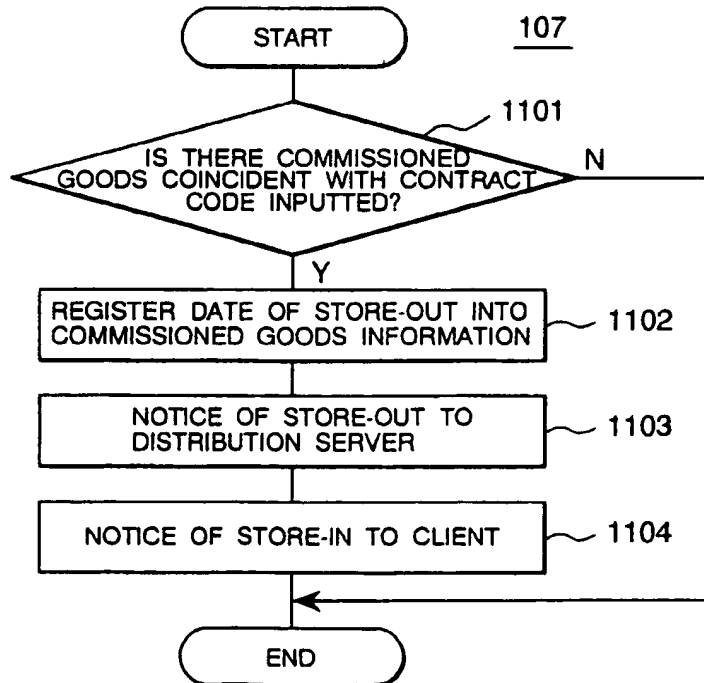 START
107
1101
IS THERE COMMISSIONED
GOODS COINCIDENT WITH CONTRACT
CODE INPUTTED?
N
Y
REGISTER DATE OF STORE-OUT INTO
COMMISSIONED GOODS INFORMATION
1102
NOTICE OF STORE-OUT TO
DISTRIBUTION SERVER
1103
NOTICE OF STORE-IN TO CLIENT
1104
END